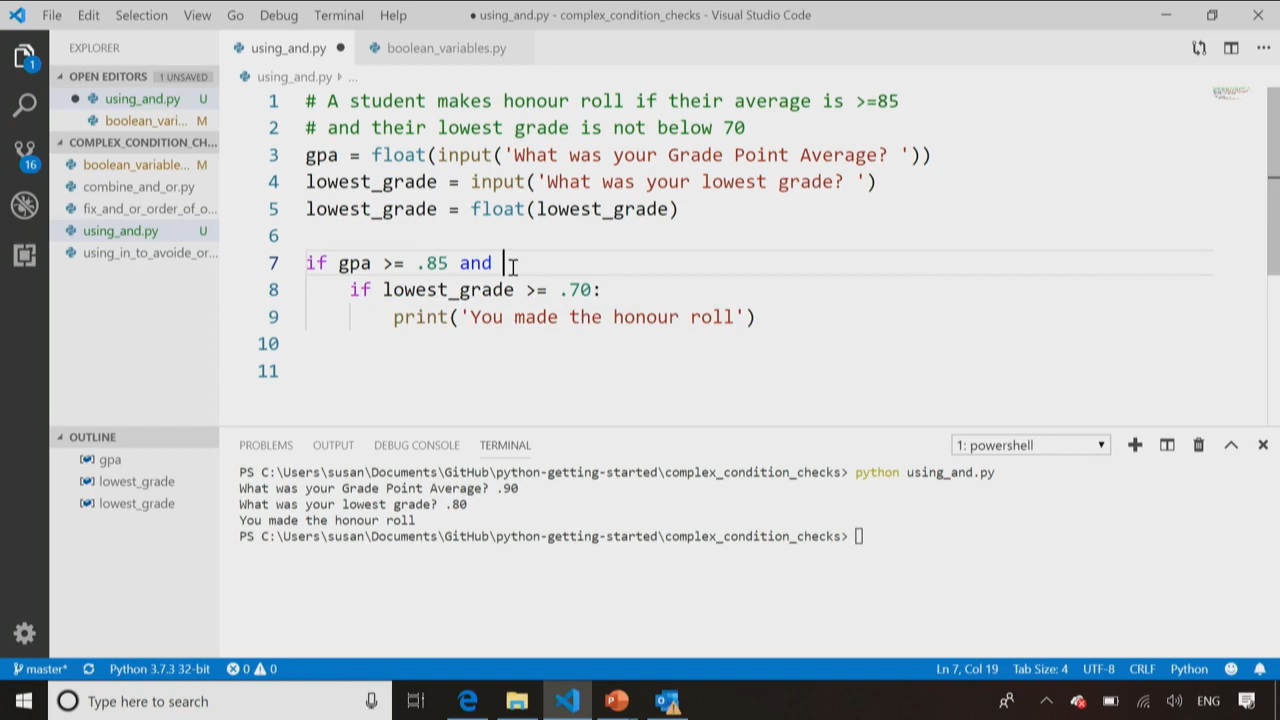 File Edit Selection View Go Debug Terminal Help
● using_and.py - complex_condition_checks - Visual Studio Code
EXPLORER
OPEN EDITORS 1 UNSAVED
using_and.py U
boolean_vari... M
COMPLEX_CONDITION_CH...
boolean_variable... M
combine_and_or.py
fix_and_or_order_of_o...
using_and.py U
using_in_to_avoide_or...
OUTLINE
gpa
lowest_grade
lowest_grade
1
16
using_and.py ● boolean_variables.py
using_and.py ...
1 # A student makes honour roll if their average is >=85
2 # and their lowest grade is not below 70
3 gpa = float(input('What was your Grade Point Average? '))
4 lowest_grade = input('What was your lowest grade? ')
5 lowest_grade = float(lowest_grade)
6
7 if gpa >= .85 and
8 if lowest_grade >= .70:
9 print('You made the honour roll')
10
11
PROBLEMS OUTPUT DEBUG CONSOLE TERMINAL 1: powershell
PS C:\Users\susan\Documents\GitHub\python-getting-started\complex_condition_checks> python using_and.py
What was your Grade Point Average? .90
What was your lowest grade? .80
You made the honour roll
PS C:\Users\susan\Documents\GitHub\python-getting-started\complex_condition_checks>
master* Python 3.7.3 32-bit 0 0 Ln 7, Col 19 Tab Size: 4 UTF-8 CRLF Python
Type here to search ENG